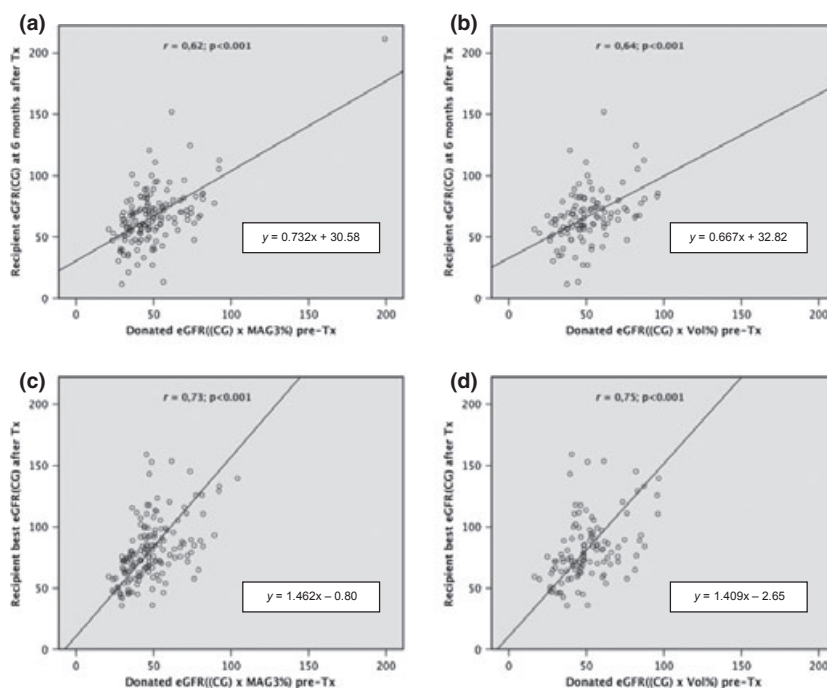 (a)
r = 0,62; p<0.001
Recipient eGFR(CG) at 6 months after Tx
200
150
100
50
0
y = 0.732x + 30.58
0 50 100 150 200
Donated eGFR((CG) x MAG3%) pre-Tx
(b)
r = 0,64; p<0.001
Recipient eGFR(CG) at 6 months after Tx
200
150
100
50
0
y = 0.667x + 32.82
0 50 100 150 200
Donated eGFR((CG) x Vol%) pre-Tx
(c)
r = 0,73; p<0.001
Recipient best eGFR(CG) after Tx
200
150
100
50
0
y = 1.462x – 0.80
0 50 100 150 200
Donated eGFR((CG) x MAG3%) pre-Tx
(d)
r = 0,75; p<0.001
Recipient best eGFR(CG) after Tx
200
150
100
50
0
y = 1.409x – 2.65
0 50 100 150 200
Donated eGFR((CG) x Vol%) pre-Tx